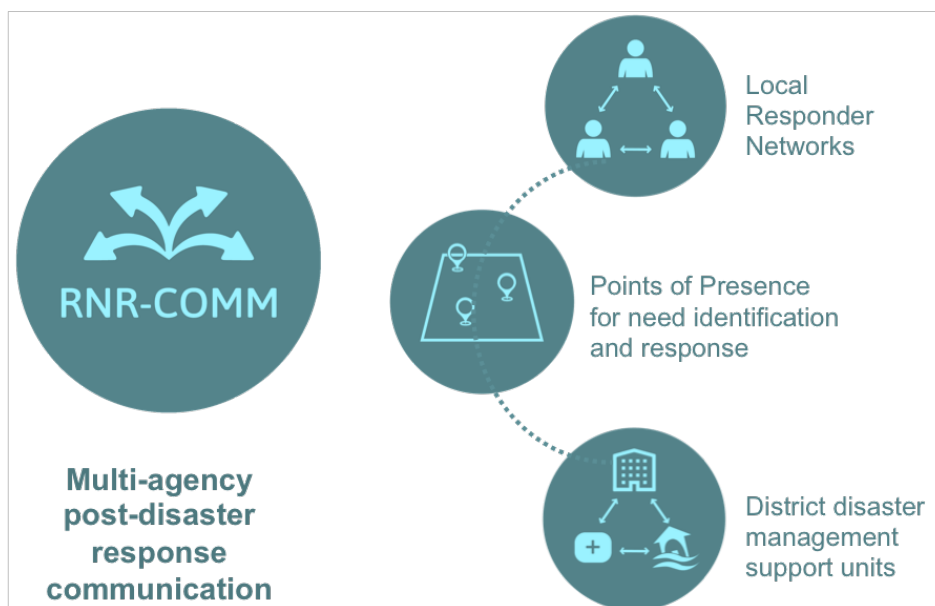 RNR-COMM
Multi-agency
post-disaster
response
communication
Local
Responder
Networks
Points of Presence
for need identification
and response
District disaster
management
support units